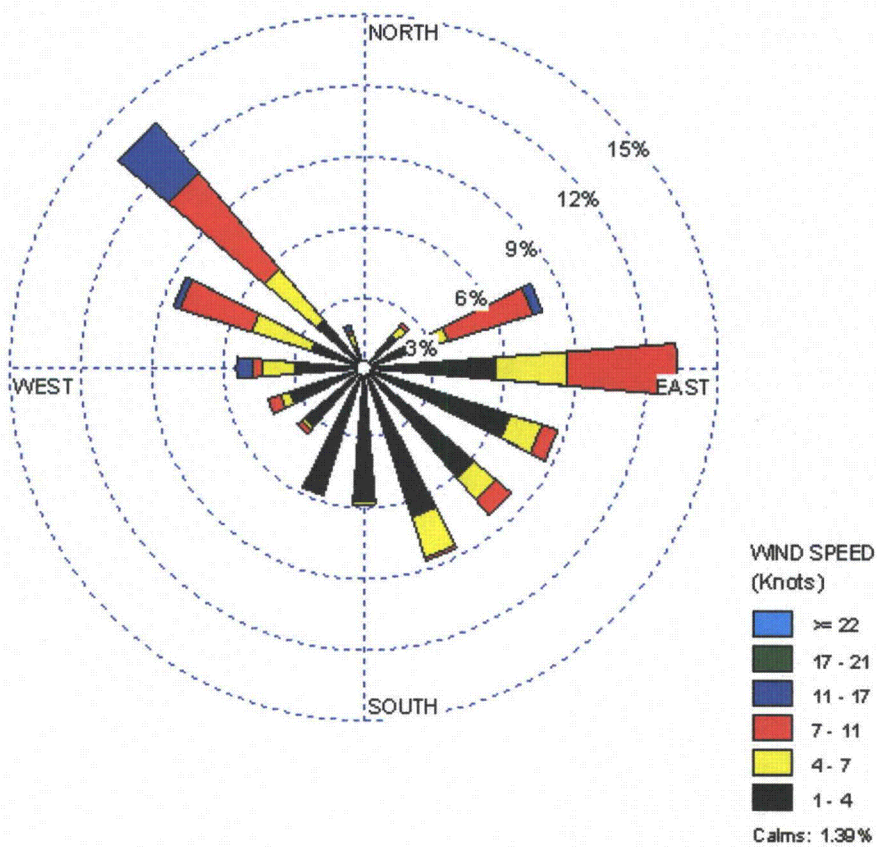 NORTH
15%
12%
9%
6%
3%
WEST
EAST
SOUTH
WIND SPEED
(Knots)
>= 22
17 - 21
11 - 17
7 - 11
4 - 7
1 - 4
Calms: 1.39%